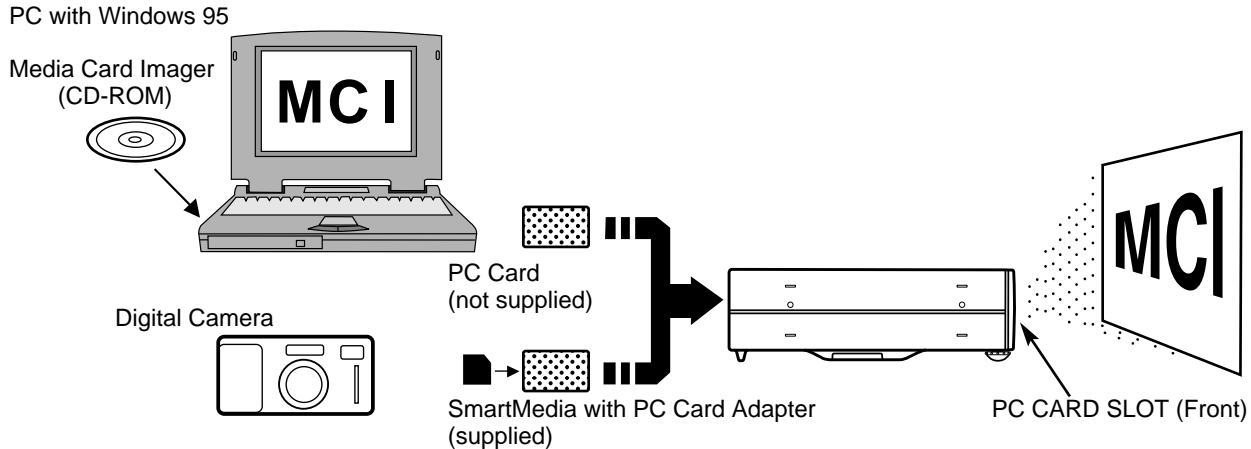 PC with Windows 95
Media Card Imager
(CD-ROM)
MCI
PC Card
(not supplied)
MCI
Digital Camera
SmartMedia with PC Card Adapter
(supplied)
PC CARD SLOT (Front)